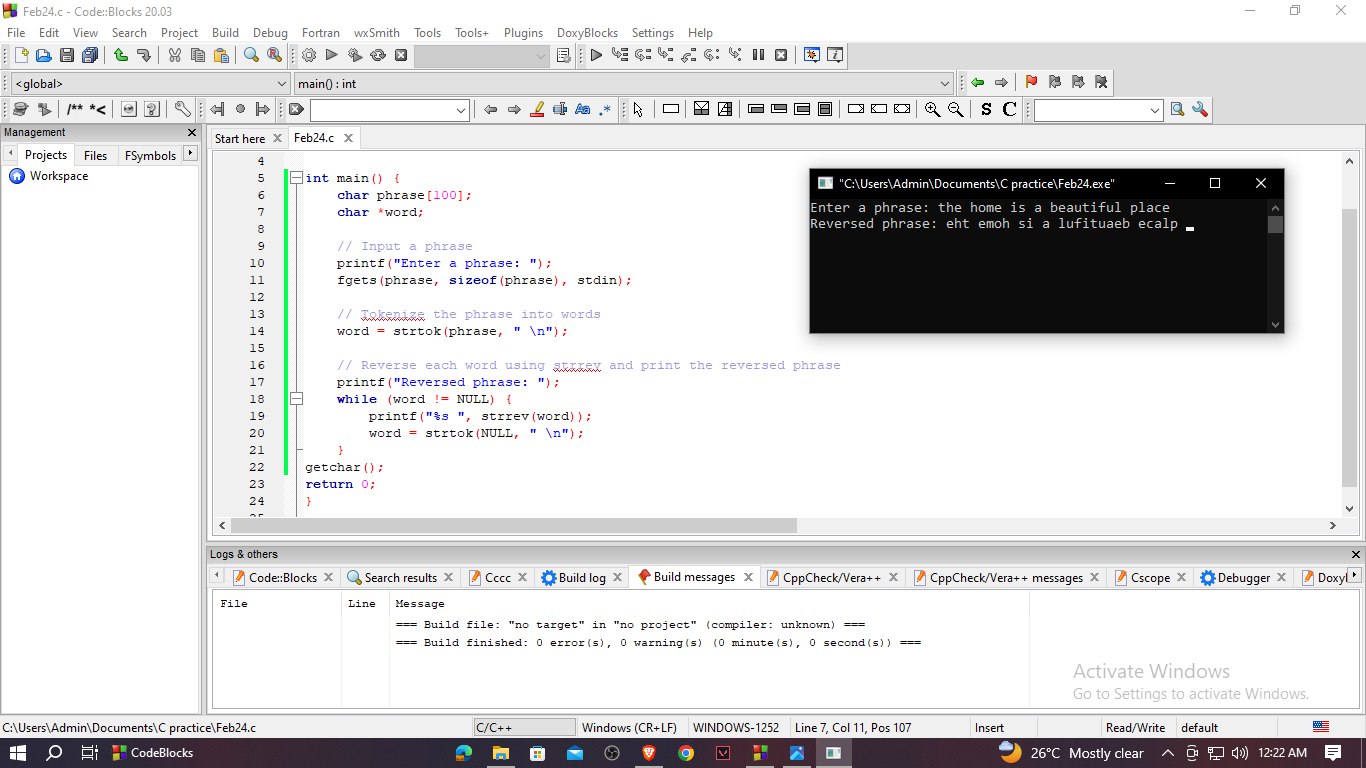 Feb24.c - Code::Blocks 20.03
File Edit View Search Project Build Debug Fortran wxSmith Tools Tools+ Plugins DoxyBlocks Settings Help
<global> main() : int
/** *< Aa .* S C
Management
Projects Files FSymbols
Workspace
Start here Feb24.c
4
5 int main() {
6 char phrase[100];
7 char *word;
8
9 // Input a phrase
10 printf("Enter a phrase: ");
11 fgets(phrase, sizeof(phrase), stdin);
12
13 // Tokenize the phrase into words
14 word = strtok(phrase, " \n");
15
16 // Reverse each word using strrev and print the reversed phrase
17 printf("Reversed phrase: ");
18 while (word != NULL) {
19 printf("%s ", strrev(word));
20 word = strtok(NULL, " \n");
21 }
22 getchar();
23 return 0;
24 }
"C:\Users\Admin\Documents\C practice\Feb24.exe"
Enter a phrase: the home is a beautiful place
Reversed phrase: eht emoh si a lufituaeb ecalp
Logs & others
Code::Blocks Search results Cccc Build log Build messages CppCheck/Vera++ CppCheck/Vera++ messages Cscope Debugger Doxyl
File Line Message
=== Build file: "no target" in "no project" (compiler: unknown) ===
=== Build finished: 0 error(s), 0 warning(s) (0 minute(s), 0 second(s)) ===
Activate Windows
Go to Settings to activate Windows.
C:\Users\Admin\Documents\C practice\Feb24.c C/C++ Windows (CR+LF) WINDOWS-1252 Line 7, Col 11, Pos 107 Insert Read/Write default
CodeBlocks 26°C Mostly clear 12:22 AM